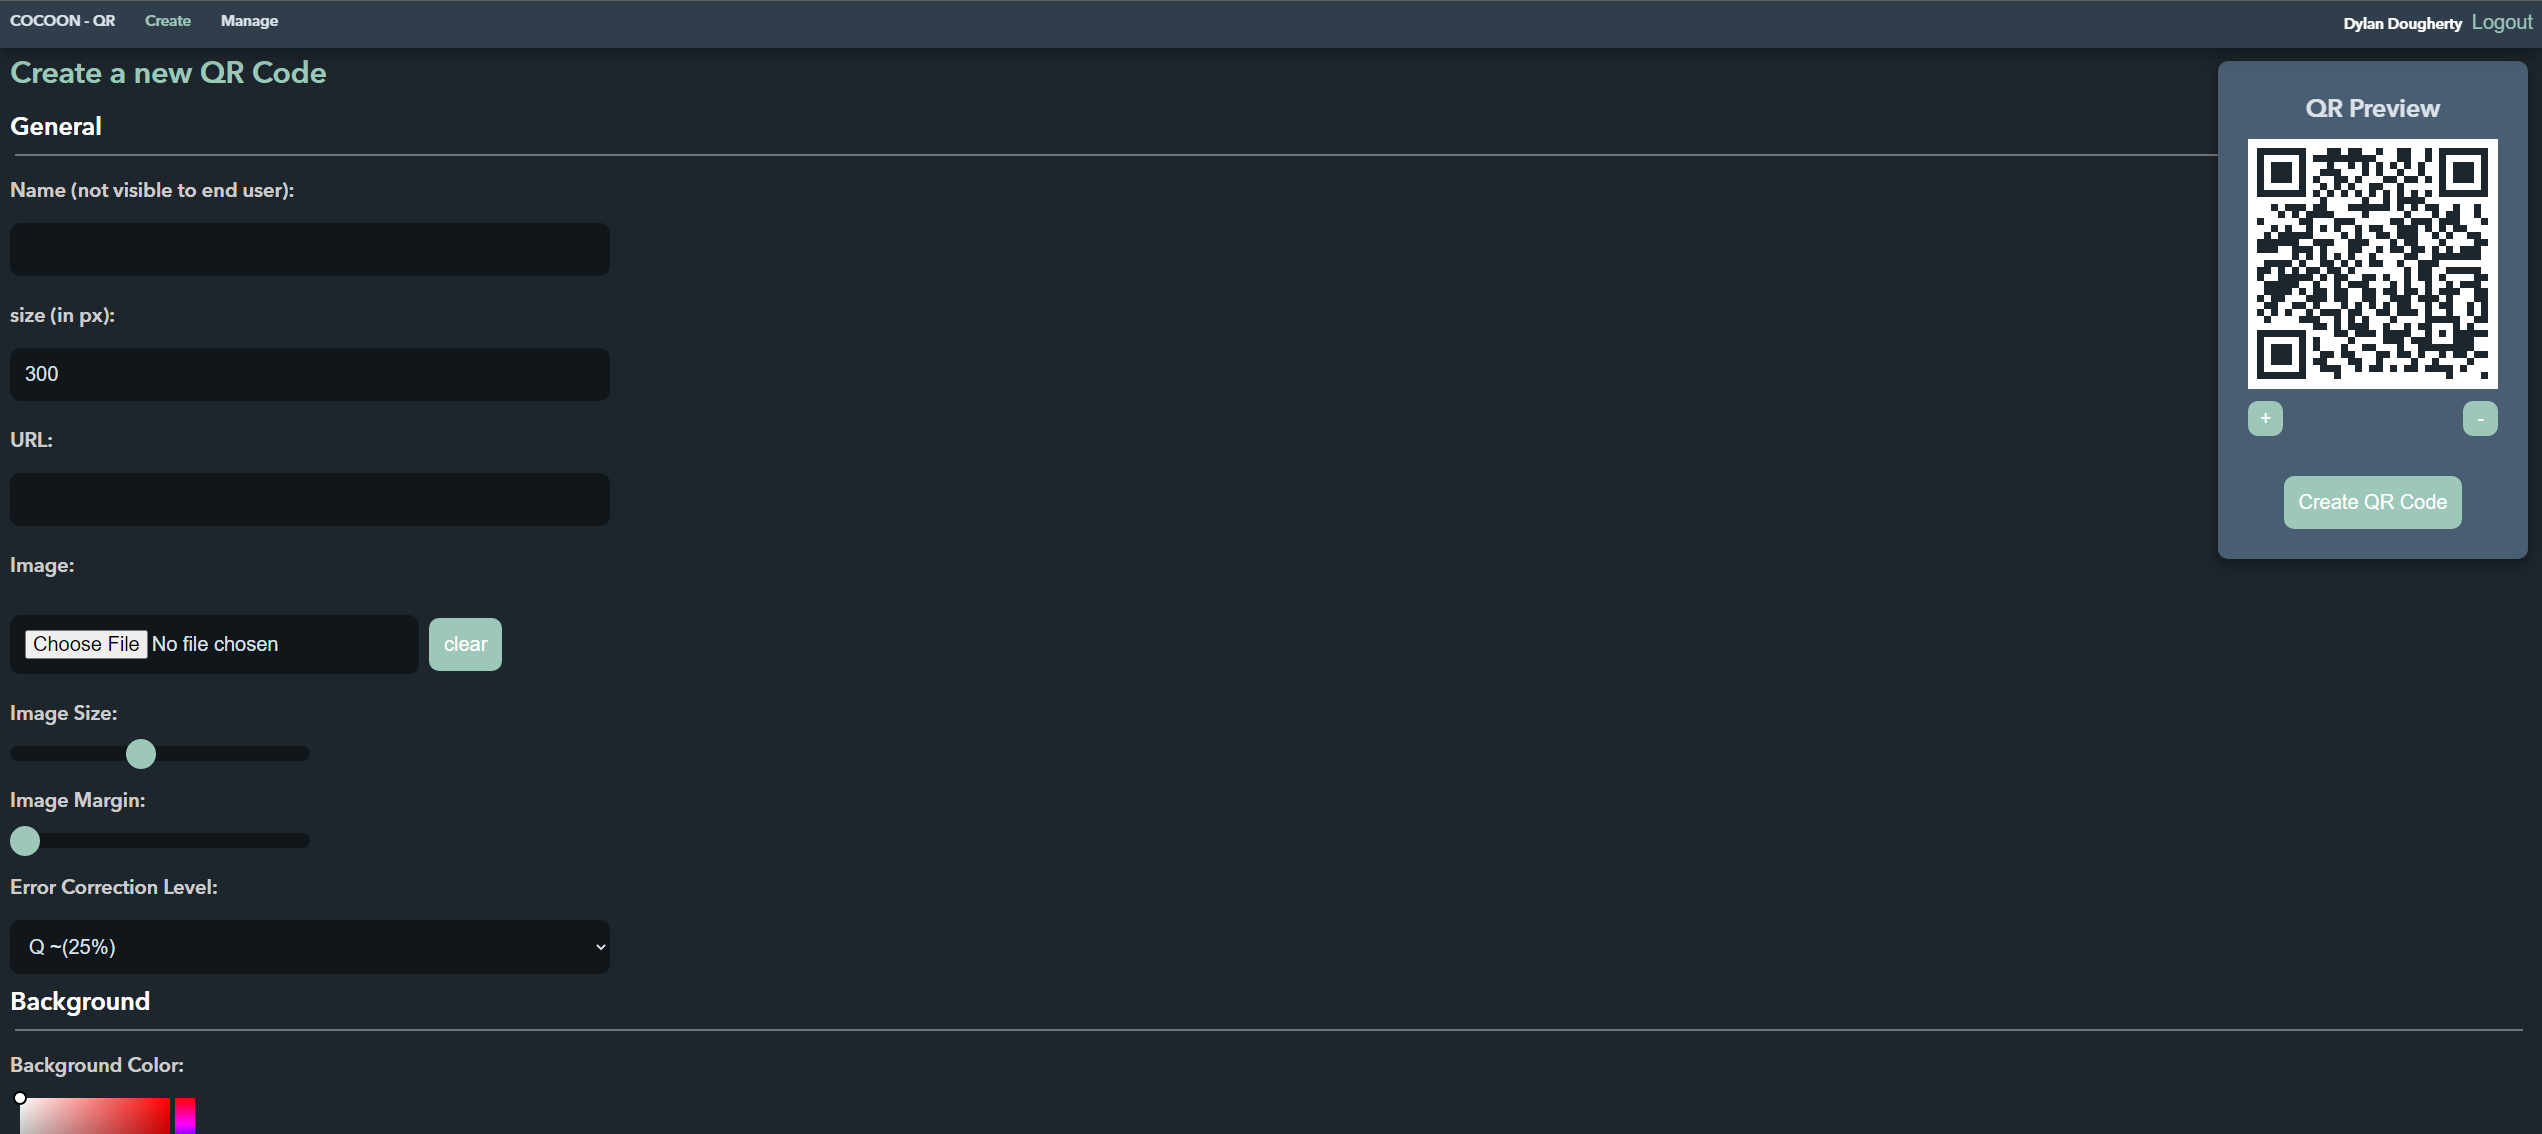 COCOON - QR Create Manage Dylan Dougherty Logout
Create a new QR Code
General
QR Preview
Name (not visible to end user):
size (in px):
300
+ -
URL:
Create QR Code
Image:
Choose File No file chosen clear
Image Size:
Image Margin:
Error Correction Level:
Q ~(25%)
Background
Background Color: